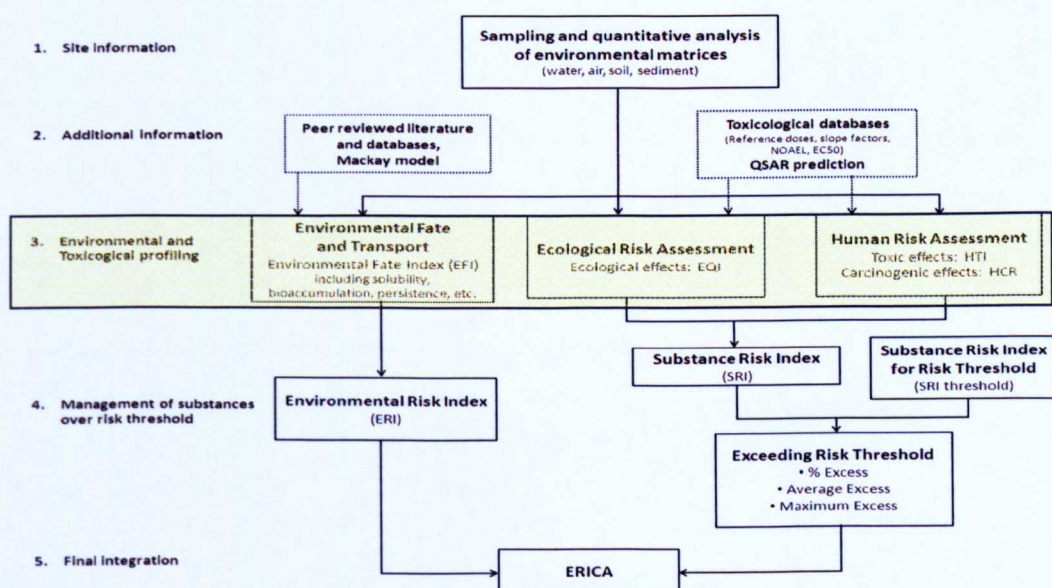 1. Site information
Sampling and quantitative analysis
of environmental matrices
(water, air, soil, sediment)
2. Additional information
Peer reviewed literature
and databases,
Mackay model
Toxicological databases
(Reference doses, slope factors,
NOAEL, EC50)
QSAR prediction
3. Environmental and
Toxicogical profiling
Environmental Fate
and Transport
Environmental Fate Index (EFI)
including solubility,
bioaccumulation, persistence, etc.
Ecological Risk Assessment
Ecological effects: EQI
Human Risk Assessment
Toxic effects: HTI
Carcinogenic effects: HCR
4. Management of substances
over risk threshold
Environmental Risk Index
(ERI)
Substance Risk Index
(SRI)
Substance Risk Index
for Risk Threshold
(SRI threshold)
Exceeding Risk Threshold
• % Excess
• Average Excess
• Maximum Excess
5. Final integration
ERICA